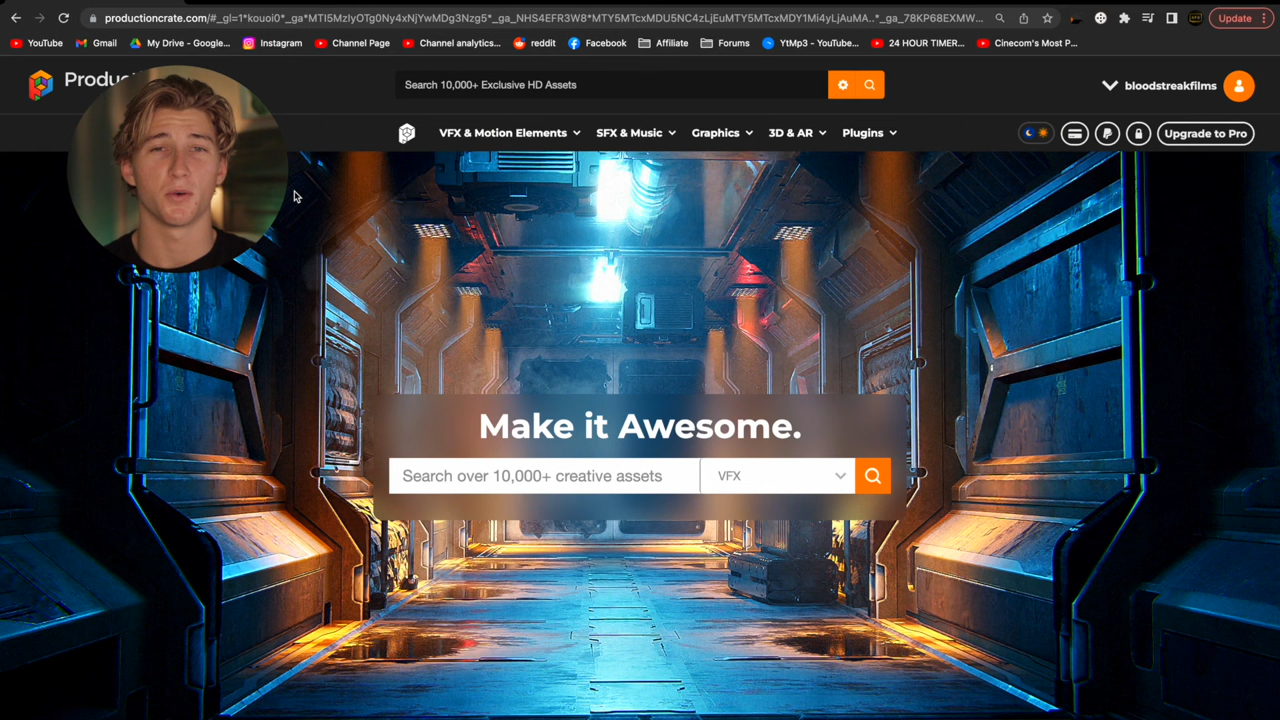 productioncrate.com/#_gl=1*kouoi0*_ga*MTI5MzIyOTg0Ny4xNjYwMDg3Nzg5*_ga_NHS4EFR3W8*MTY5MTcxMDU5NC4zLjEuMTY5MTcxMDY1Mi4yLjAuMA..*_ga_78KP68EXMW...
Update
YouTube
Gmail
My Drive - Google...
Instagram
Channel Page
Channel analytics...
reddit
Facebook
Affiliate
Forums
YtMp3 - YouTube...
24 HOUR TIMER...
Cinecom's Most P...
Search 10,000+ Exclusive HD Assets
bloodstreakfilms
VFX & Motion Elements
SFX & Music
Graphics
3D & AR
Plugins
Upgrade to Pro
Make it Awesome.
Search over 10,000+ creative assets
VFX